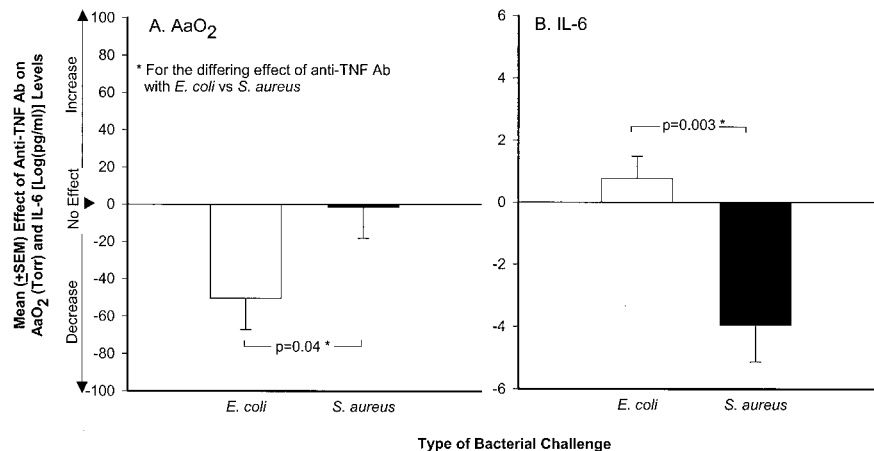 Mean (±SEM) Effect of Anti-TNF Ab on
AaO2 (Torr) and IL-6 [Log(pg/ml)] Levels
Increase
No Effect
Decrease
A. AaO2
* For the differing effect of anti-TNF Ab
with E. coli vs S. aureus
100
80
60
40
20
0
-20
-40
-60
-80
-100
p=0.04 *
E. coli
S. aureus
B. IL-6
6
4
2
0
-2
-4
-6
p=0.003 *
E. coli
S. aureus
Type of Bacterial Challenge